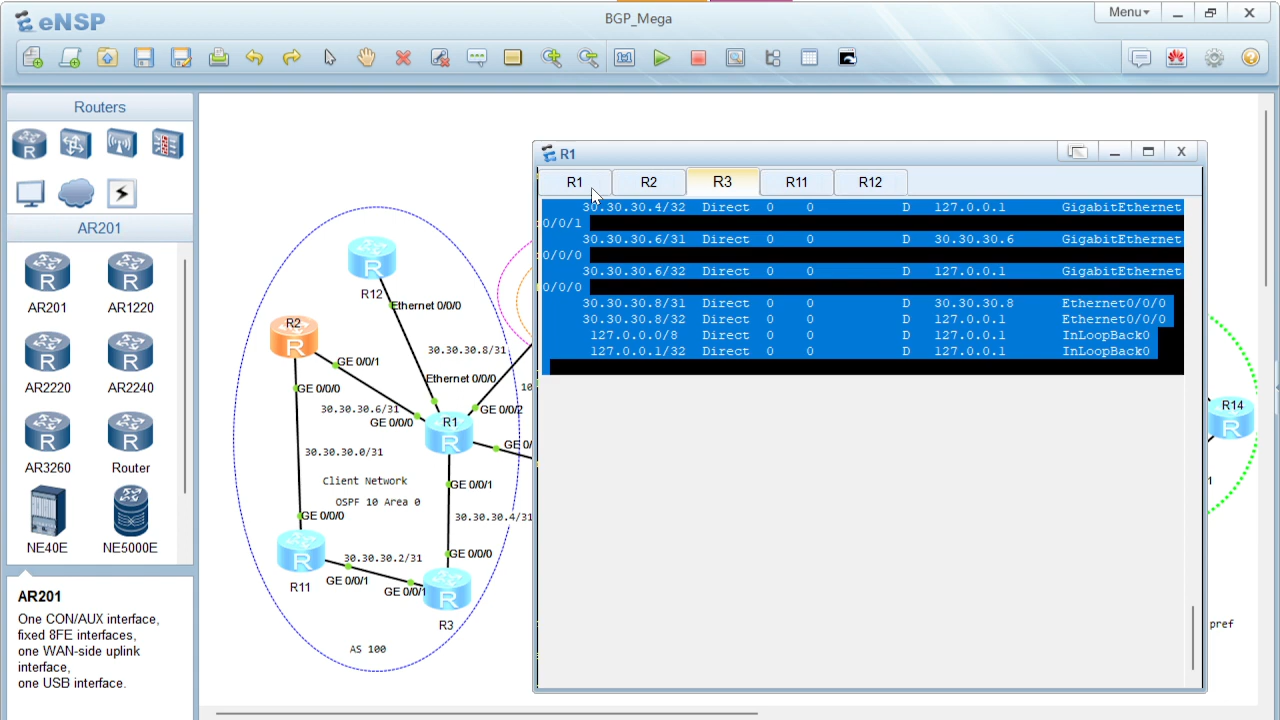 eNSP
BGP_Mega
Menu
Routers
AR201
AR201
AR1220
AR2220
AR2240
AR3260
Router
NE40E
NE5000E
AR201
One CON/AUX interface,
fixed 8FE interfaces,
one WAN-side uplink
interface,
one USB interface.
R12
Ethernet 0/0/0
R2
30.30.30.8/31
GE 0/0/1
GE 0/0/0
Ethernet 0/0/0
30.30.30.6/31
GE 0/0/0
GE 0/0/2
R1
GE 0/
30.30.30.0/31
Client Network
OSPF 10 Area 0
GE 0/0/1
GE 0/0/0
30.30.30.4/31
GE 0/0/0
30.30.30.2/31
R11
GE 0/0/1
GE 0/0/1
R3
AS 100
10
R1
R1 R2 R3 R11 R12
30.30.30.4/32 Direct 0 0 D 127.0.0.1 GigabitEthernet
0/0/1
30.30.30.6/31 Direct 0 0 D 30.30.30.6 GigabitEthernet
0/0/0
30.30.30.6/32 Direct 0 0 D 127.0.0.1 GigabitEthernet
0/0/0
30.30.30.8/31 Direct 0 0 D 30.30.30.8 Ethernet0/0/0
30.30.30.8/32 Direct 0 0 D 127.0.0.1 Ethernet0/0/0
127.0.0.0/8 Direct 0 0 D 127.0.0.1 InLoopBack0
127.0.0.1/32 Direct 0 0 D 127.0.0.1 InLoopBack0
R14
1
pref